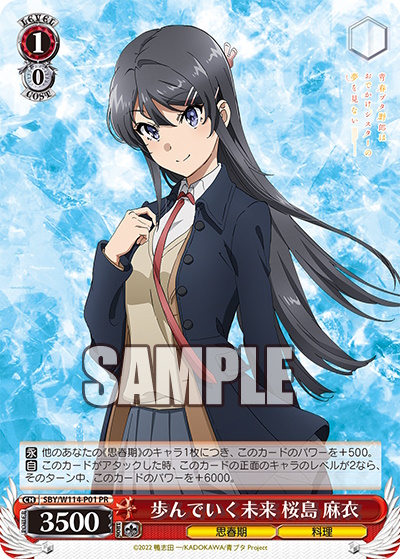 LEVEL
1
0
COST
青春ブタ野郎は
おでかけシスターの
夢を見ない
SAMPLE
CH SBY/W114-P01 PR
永 他のあなたの《思春期》のキャラ1枚につき、このカードのパワーを+500。
自 このカードがアタックした時、このカードの正面のキャラのレベルが2なら、
そのターン中、このカードのパワーを+6000。
3500
歩んでいく未来 桜島 麻衣
思春期
料理
©2022 鴨志田 一/KADOKAWA/青ブタ Project